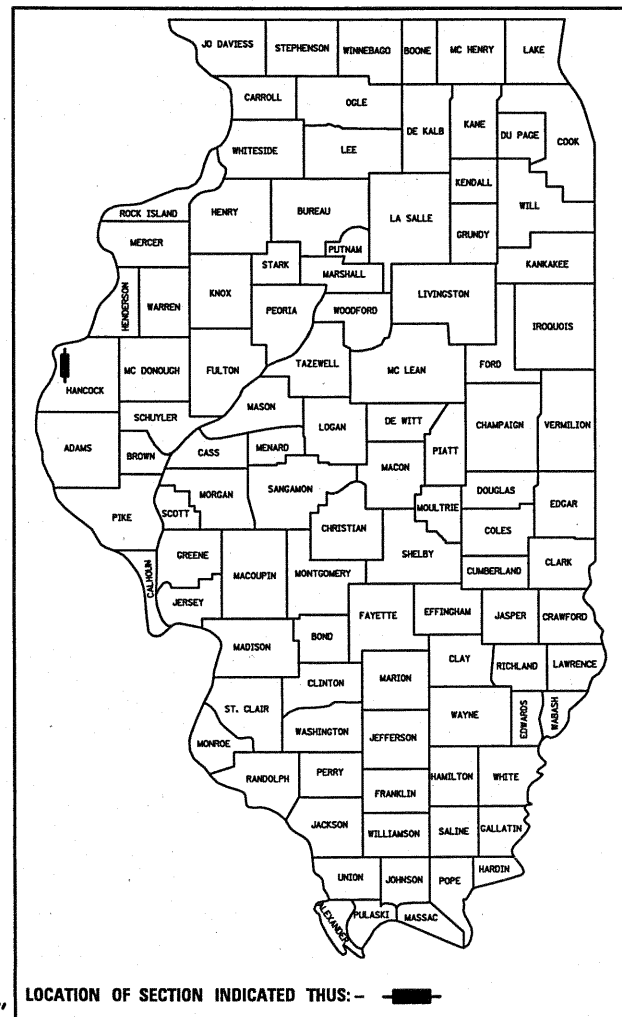 JO DAVIESS STEPHENSON WINNEBAGO BOONE MC HENRY LAKE
CARROLL OGLE DE KALB KANE DU PAGE COOK
WHITESIDE LEE KENDALL WILL
ROCK ISLAND HENRY BUREAU LA SALLE GRUNDY
MERCER PUTNAM KANKAKEE
STARK MARSHALL
HENDERSON WARREN KNOX PEORIA WOODFORD LIVINGSTON IROQUOIS
HANCOCK MC DONOUGH FULTON TAZEWELL MC LEAN FORD
SCHUYLER MASON LOGAN DE WITT CHAMPAIGN VERMILION
ADAMS BROWN CASS MENARD MACON PIATT
PIKE SCOTT MORGAN SANGAMON CHRISTIAN MOULTRIE DOUGLAS EDGAR
COLES
CALHOUN GREENE MACOUPIN MONTGOMERY SHELBY CUMBERLAND CLARK
JERSEY FAYETTE EFFINGHAM JASPER CRAWFORD
MADISON BOND CLAY RICHLAND LAWRENCE
CLINTON MARION
ST. CLAIR WASHINGTON JEFFERSON WAYNE EDWARDS WABASH
MONROE
RANDOLPH PERRY FRANKLIN HAMILTON WHITE
JACKSON WILLIAMSON SALINE GALLATIN
UNION JOHNSON POPE HARDIN
ALEXANDER PULASKI MASSAC
" LOCATION OF SECTION INDICATED THUS: -